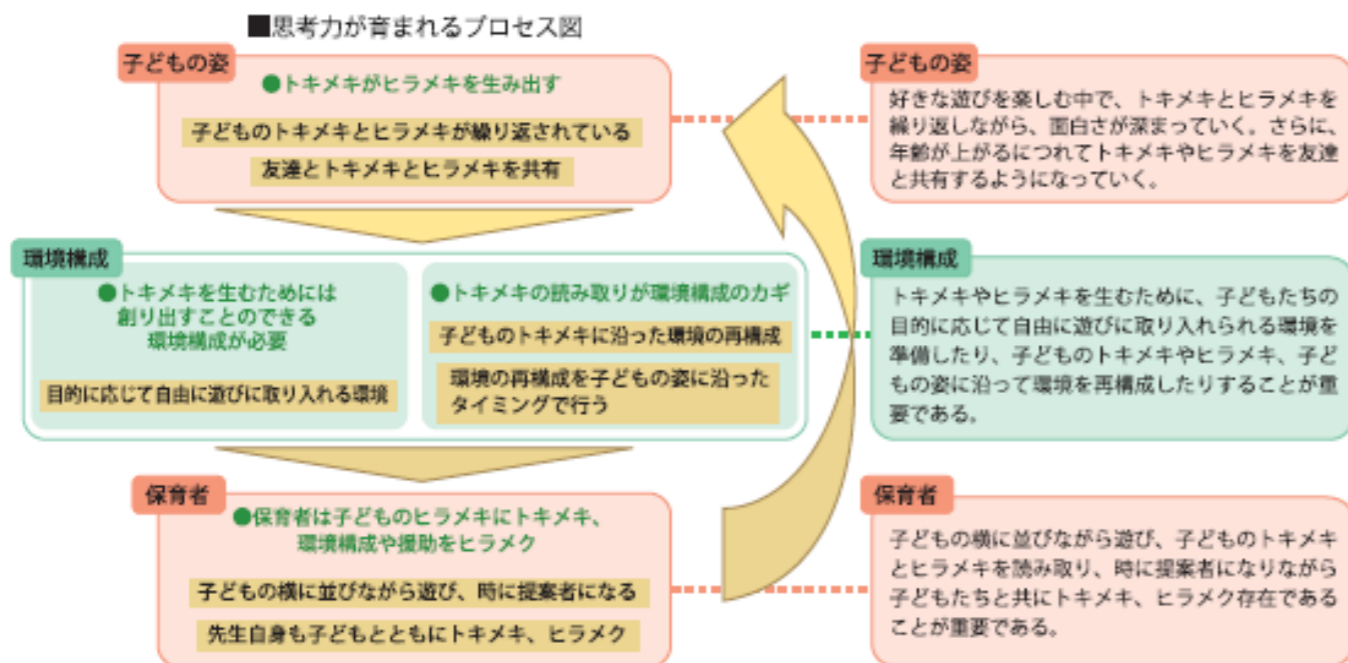 ■思考力が育まれるプロセス図
子どもの姿
●トキメキがヒラメキを生み出す
子どものトキメキとヒラメキが繰り返されている
友達とトキメキとヒラメキを共有
子どもの姿
好きな遊びを楽しむ中で、トキメキとヒラメキを
繰り返しながら、面白さが深まっていく。さらに、
年齢が上がるにつれてトキメキやヒラメキを友達
と共有するようになっていく。
環境構成
●トキメキを生むためには
創り出すことのできる
環境構成が必要
目的に応じて自由に遊びに取り入れる環境
●トキメキの読み取りが環境構成のカギ
子どものトキメキに沿った環境の再構成
環境の再構成を子どもの姿に沿った
タイミングで行う
環境構成
トキメキやヒラメキを生むために、子どもたちの
目的に応じて自由に遊びに取り入れられる環境を
準備したり、子どものトキメキやヒラメキ、子ど
もの姿に沿って環境を再構成したりすることが重
要である。
保育者
●保育者は子どものヒラメキにトキメキ、
環境構成や援助をヒラメク
子どもの横に並びながら遊び、時に提案者になる
先生自身も子どもとともにトキメキ、ヒラメク
保育者
子どもの横に並びながら遊び、子どものトキメキ
とヒラメキを読み取り、時に提案者になりながら
子どもたちと共にトキメキ、ヒラメク存在である
ことが重要である。